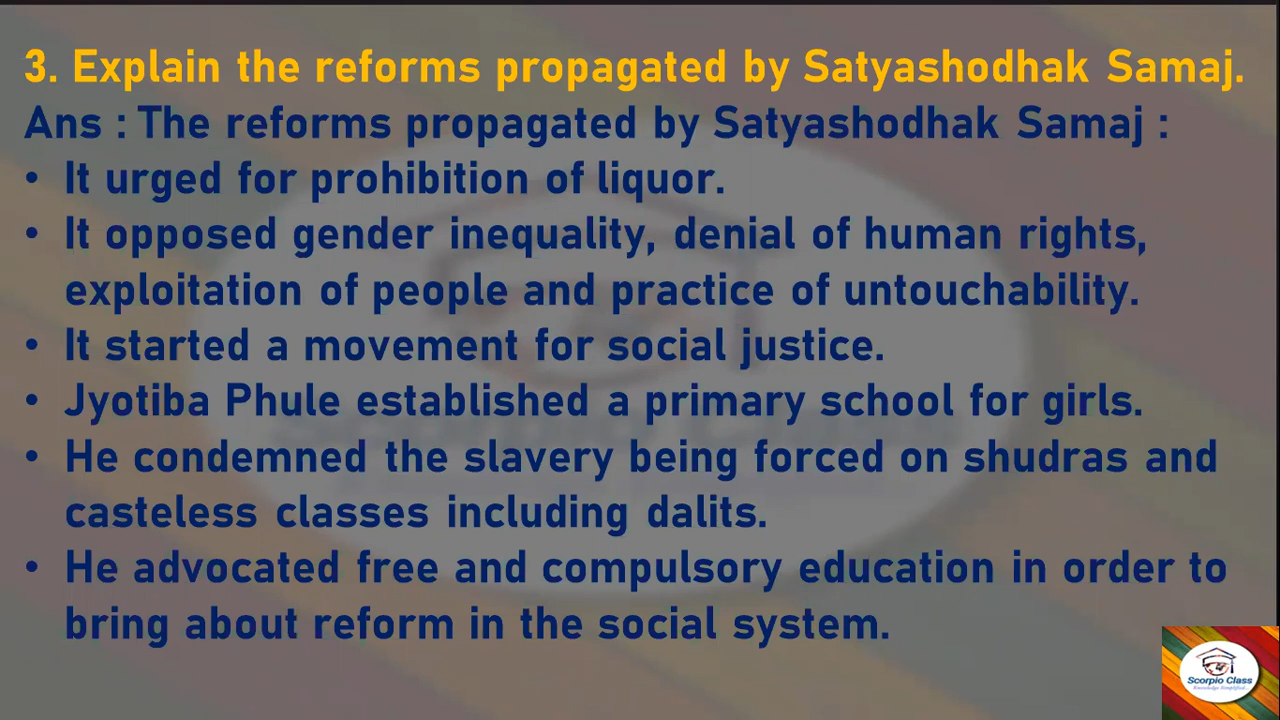 3. Explain the reforms propagated by Satyashodhak Samaj.
Ans : The reforms propagated by Satyashodhak Samaj :
• It urged for prohibition of liquor.
• It opposed gender inequality, denial of human rights,
exploitation of people and practice of untouchability.
• It started a movement for social justice.
• Jyotiba Phule established a primary school for girls.
• He condemned the slavery being forced on shudras and
casteless classes including dalits.
• He advocated free and compulsory education in order to
bring about reform in the social system.
Scorpio Class
Knowledge Simplified...